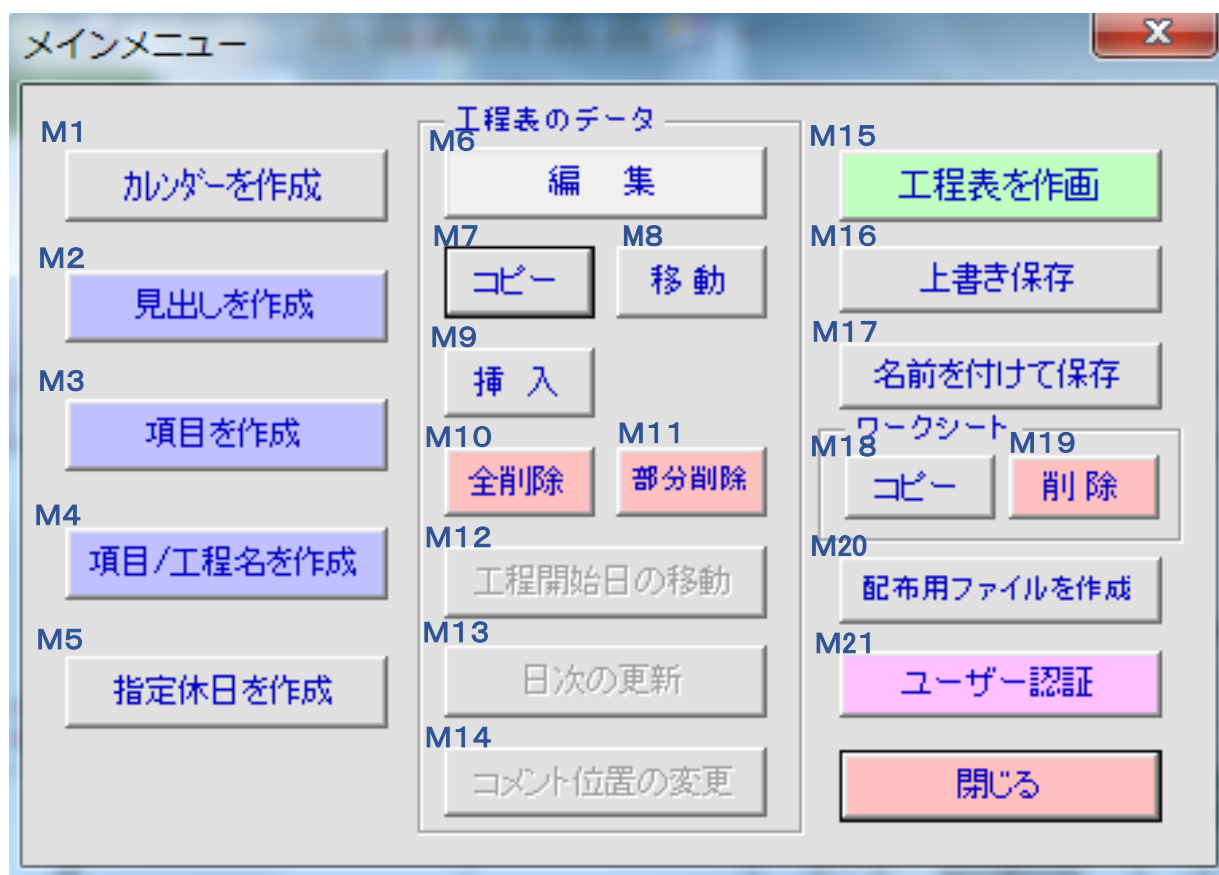 メインメニュー
M1
カレンダーを作成
M2
見出しを作成
M3
項目を作成
M4
項目/工程名を作成
M5
指定休日を作成
工程表のデータ
M6
編 集
M7
コピー
M8
移動
M9
挿入
M10
全削除
M11
部分削除
M12
工程開始日の移動
M13
日次の更新
M14
コメント位置の変更
M15
工程表を作画
M16
上書き保存
M17
名前を付けて保存
ワークシート
M18
コピー
M19
削除
M20
配布用ファイルを作成
M21
ユーザー認証
閉じる